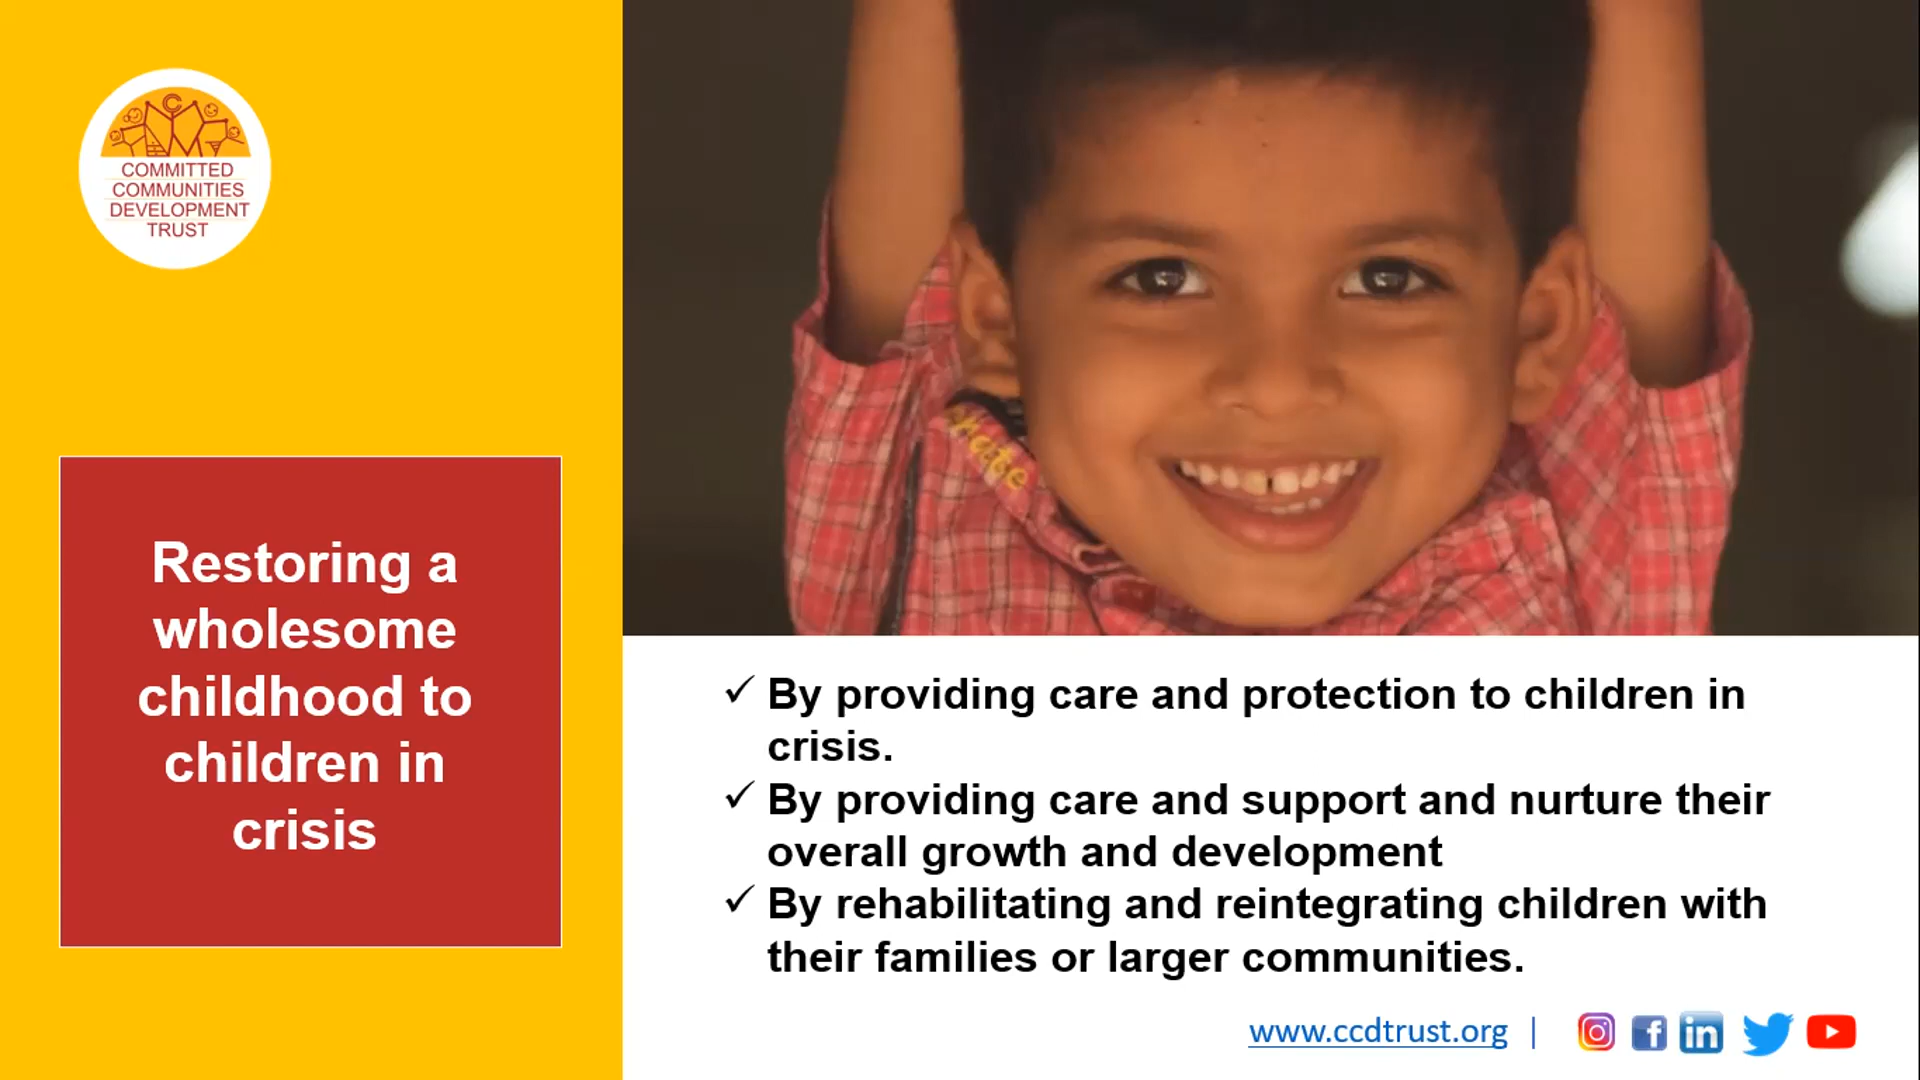 COMMITTED
COMMUNITIES
DEVELOPMENT
TRUST
Restoring a
wholesome
childhood to
children in
crisis
✓ By providing care and protection to children in
crisis.
✓ By providing care and support and nurture their
overall growth and development
✓ By rehabilitating and reintegrating children with
their families or larger communities.
www.ccdtrust.org |